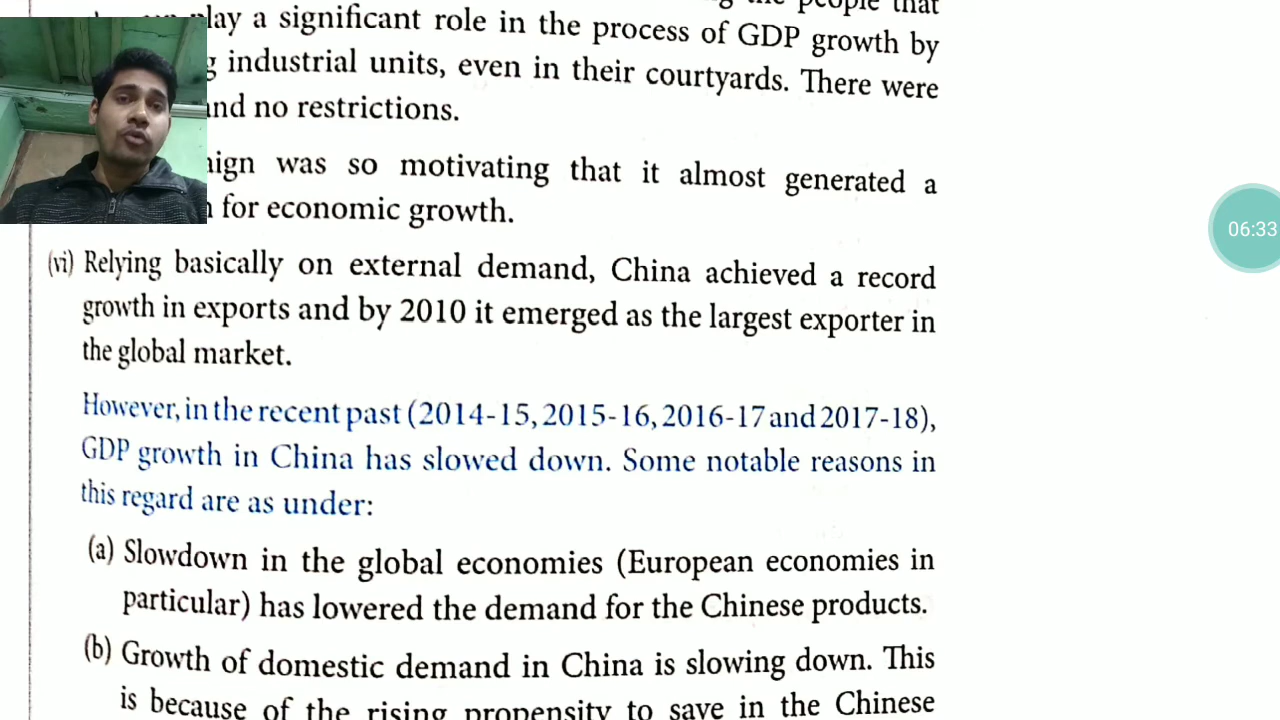 the people that
play a significant role in the process of GDP growth by
industrial units, even in their courtyards. There were
and no restrictions.
was so motivating that it almost generated a
for economic growth.
(vi) Relying basically on external demand, China achieved a record
growth in exports and by 2010 it emerged as the largest exporter in
the global market.
However, in the recent past (2014-15, 2015-16, 2016-17 and 2017-18),
GDP growth in China has slowed down. Some notable reasons in
this regard are as under:
(a) Slowdown in the global economies (European economies in
particular) has lowered the demand for the Chinese products.
(b) Growth of domestic demand in China is slowing down. This
is because of the rising propensity to save in the Chinese
06:33